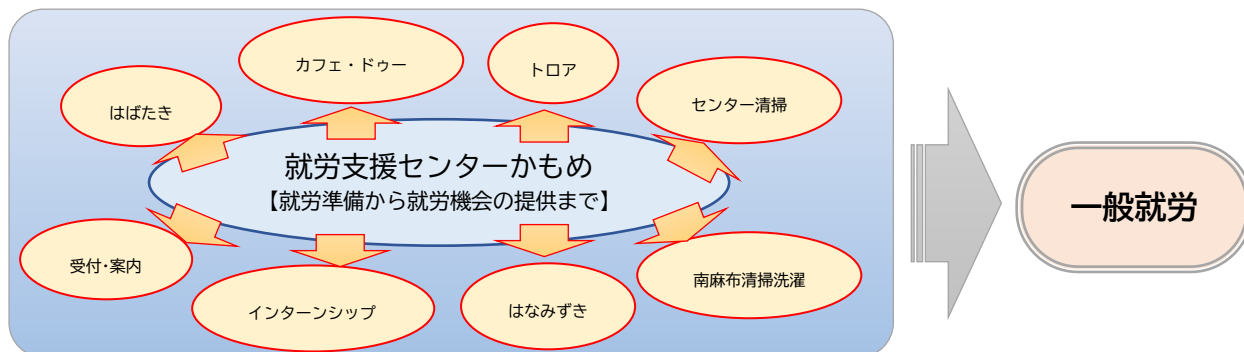 カフェ・ドゥー
トロア
はばたき
センター清掃
就労支援センターかもめ
【就労準備から就労機会の提供まで】
一般就労
受付・案内
インターンシップ
はなみずき
南麻布清掃洗濯